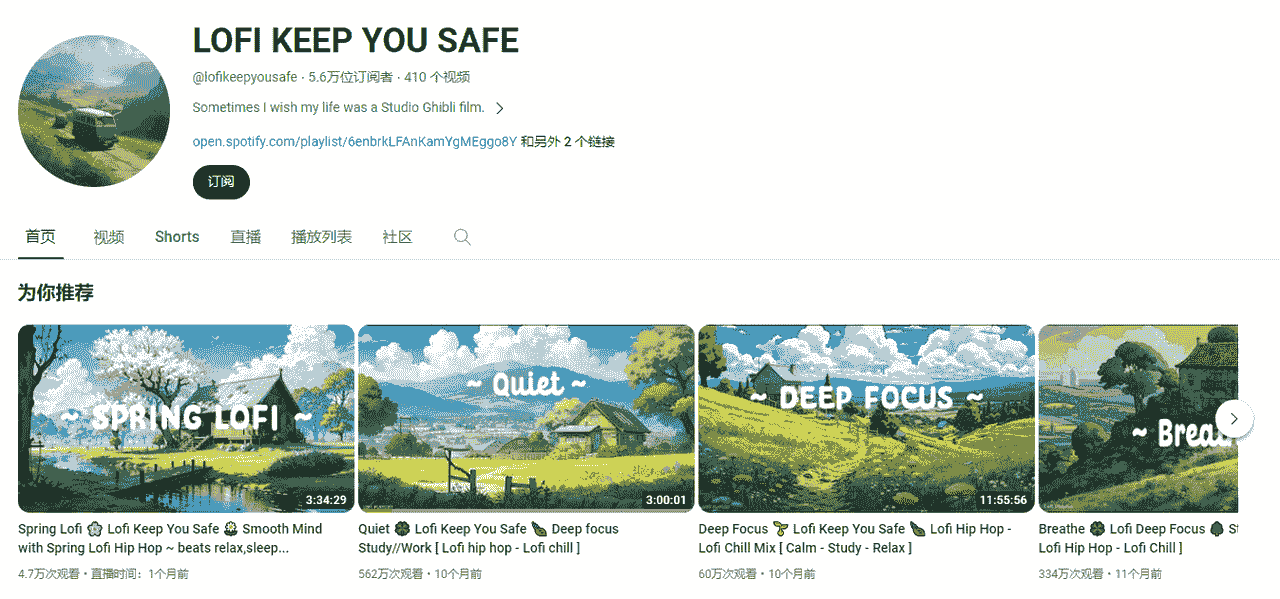 LOFI KEEP YOU SAFE
@lofikeepyousafe · 5.6万位订阅者 · 410 个视频
Sometimes I wish my life was a Studio Ghibli film.
open.spotify.com/playlist/6enbrkLFAnKamYgMEggo8Y 和另外 2 个链接
订阅
首页 视频 Shorts 直播 播放列表 社区
为你推荐
~ SPRING LOFI ~
3:34:29
Spring Lofi 🌸 Lofi Keep You Safe 🌼 Smooth Mind
with Spring Lofi Hip Hop ~ beats relax,sleep...
4.7万次观看 · 直播时间：1个月前
~ Quiet ~
3:00:01
Quiet 🍀 Lofi Keep You Safe 🍃 Deep focus
Study//Work [ Lofi hip hop - Lofi chill ]
562万次观看 · 10个月前
~ DEEP FOCUS ~
11:55:56
Deep Focus 🌱 Lofi Keep You Safe 🍃 Lofi Hip Hop -
Lofi Chill Mix [ Calm - Study - Relax ]
60万次观看 · 10个月前
~ Brea
Breathe 🍀 Lofi Deep Focus 🌳 St
Lofi Hip Hop - Lofi Chill ]
334万次观看 · 11个月前